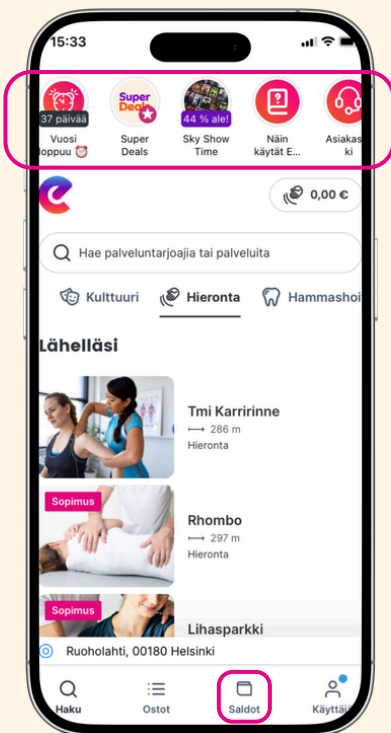 15:33
Super
Deals
37 päivää
44 % ale!
Vuosi
loppuu
Super
Deals
Sky Show
Time
Näin
käytät E...
Asiakas
ki
0,00 €
Hae palveluntarjoajia tai palveluita
Kulttuuri
Hieronta
Hammashoi
Lähelläsi
Tmi Karririnne
286 m
Hieronta
Sopimus
Rhombo
297 m
Hieronta
Sopimus
Lihasparkki
Ruoholahti, 00180 Helsinki
Haku
Ostot
Saldot
Käyttäjä